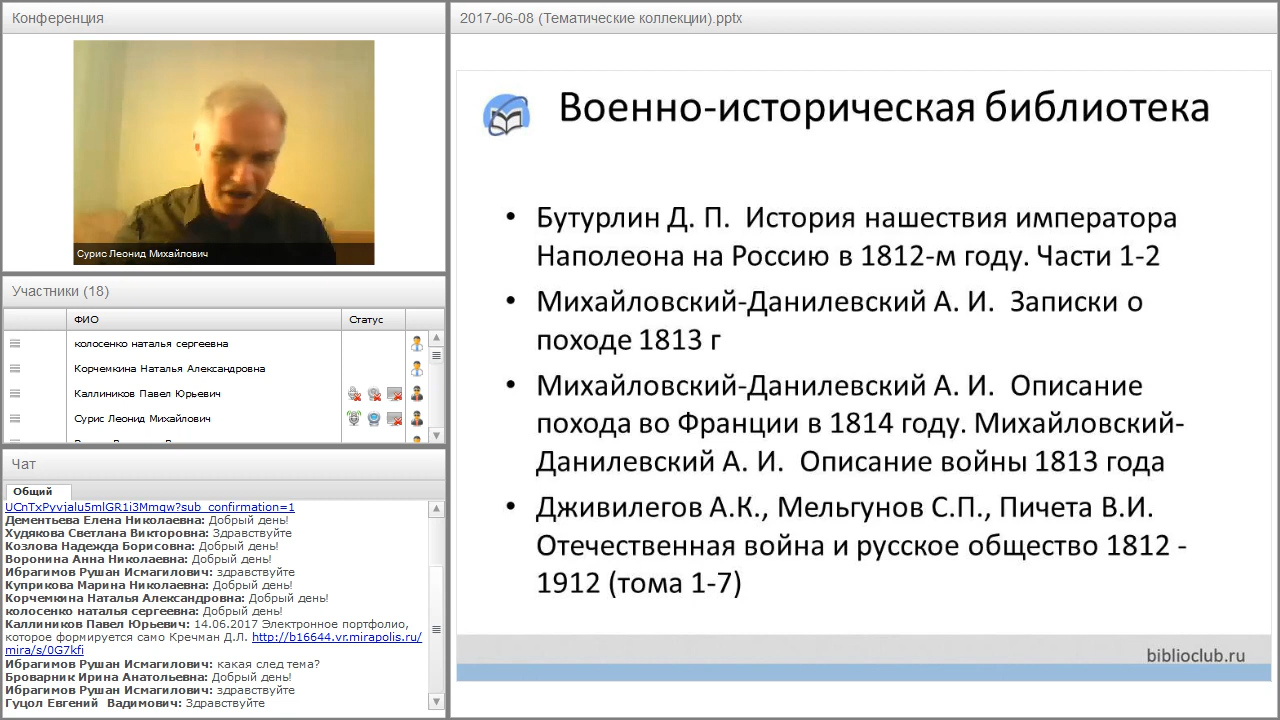 Конференция
Сурис Леонид Михайлович
Участники (18)
ФИО
Статус
колосенко наталья сергеевна
Корчемкина Наталья Александровна
Каллиников Павел Юрьевич
Сурис Леонид Михайлович
Чат
Общий
UCnTxPyvjaIu5mlGR1i3Mmqw?sub_confirmation=1
Дементьева Елена Николаевна: Добрый день!
Худякова Светлана Викторовна: Здравствуйте
Козлова Надежда Борисовна: Добрый день!
Воронина Анна Николаевна: Добрый день!
Ибрагимов Рушан Исмагилович: здравствуйте
Куприкова Марина Николаевна: Добрый день!
Корчемкина Наталья Александровна: Добрый день!
колосенко наталья сергеевна: Добрый день!
Каллиников Павел Юрьевич: 14.06.2017 Электронное портфолио,
которое формируется само Кречман Д.Л. http://b16644.vr.mirapolis.ru/
mira/s/0G7kfi
Ибрагимов Рушан Исмагилович: какая след тема?
Броварник Ирина Анатольевна: Добрый день!
Ибрагимов Рушан Исмагилович: здравствуйте
Гуцол Евгений Вадимович: Здравствуйте
2017-06-08 (Тематические коллекции).pptx
Военно-историческая библиотека
• Бутурлин Д. П. История нашествия императора
Наполеона на Россию в 1812-м году. Части 1-2
• Михайловский-Данилевский А. И. Записки о
походе 1813 г
• Михайловский-Данилевский А. И. Описание
похода во Франции в 1814 году. Михайловский-
Данилевский А. И. Описание войны 1813 года
• Дживилегов А.К., Мельгунов С.П., Пичета В.И.
Отечественная война и русское общество 1812 -
1912 (тома 1-7)
biblioclub.ru